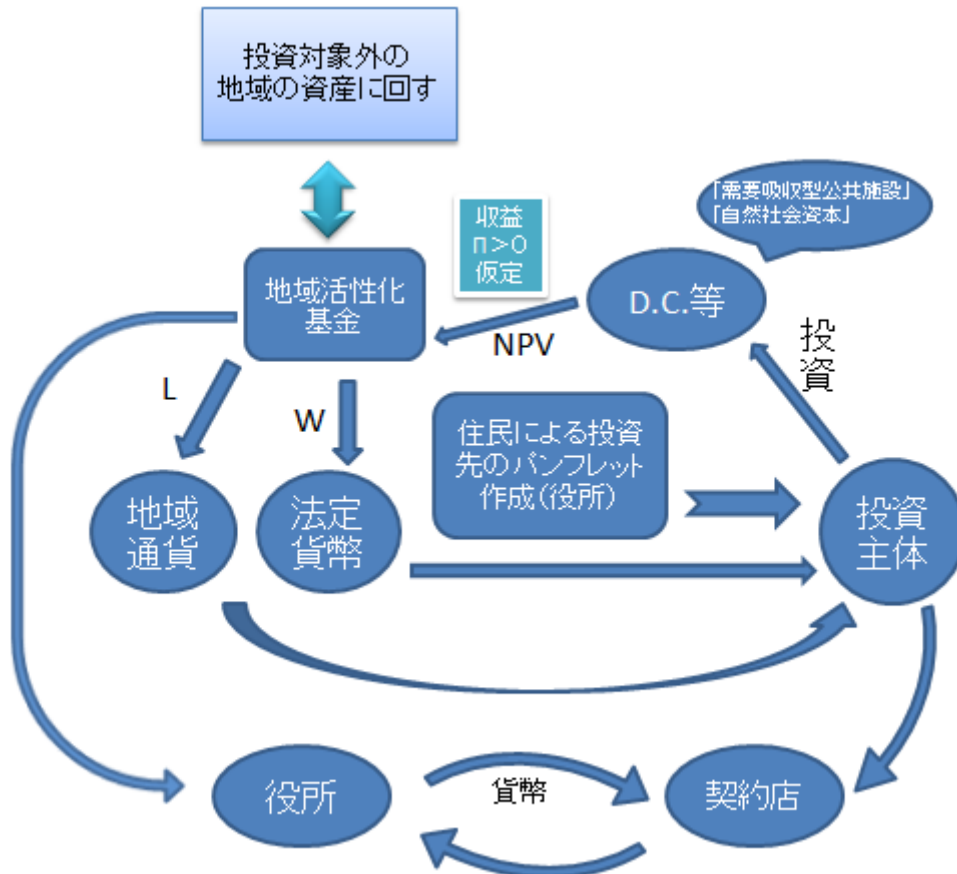 投資対象外の
地域の資産に回す
「需要吸収型公共施設」
「自然社会資本」
収益
π>0
仮定
地域活性化
基金
D.C.等
NPV
投
資
L
W
住民による投資
先のパンフレット
作成(役所)
地域
通貨
法定
貨幣
投資
主体
役所
貨幣
契約店